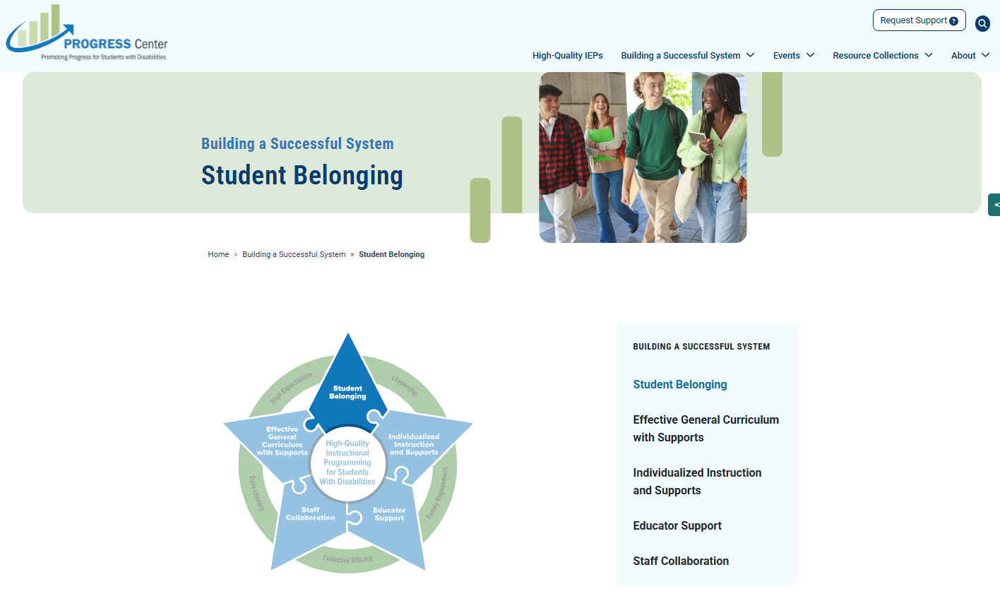 PROGRESS Center
Promoting Progress for Students with Disabilities
Request Support ?
High-Quality IEPs
Building a Successful System
Events
Resource Collections
About
Building a Successful System
Student Belonging
Home > Building a Successful System > Student Belonging
High Expectations
Leadership
Student
Belonging
Effective
General
Curriculum
with Supports
High-Quality
Instructional
Programming
for Students
With Disabilities
Individualized
Instruction
and Supports
Data Literacy
Family Engagement
Staff
Collaboration
Educator
Support
Collective Efficacy
BUILDING A SUCCESSFUL SYSTEM
Student Belonging
Effective General Curriculum
with Supports
Individualized Instruction
and Supports
Educator Support
Staff Collaboration